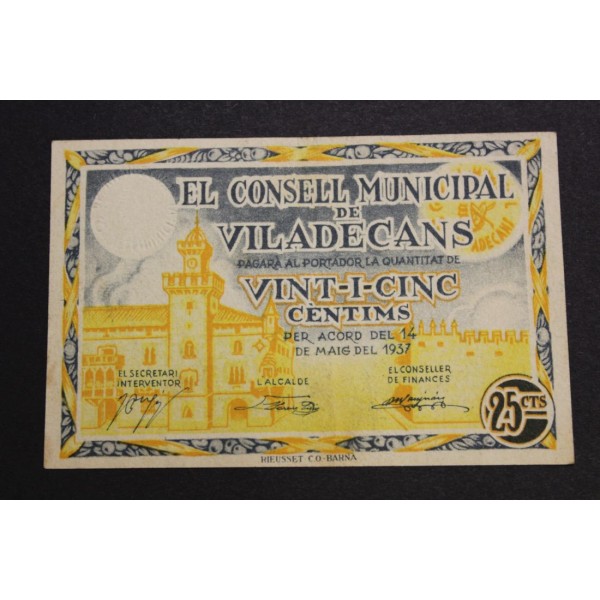 EL CONSELL MUNICIPAL
DE
VILADECANS
PAGARÀ AL PORTADOR LA QUANTITAT DE
VINT-I-CINC
CÈNTIMS
PER ACORD DEL 14
DE MAIG DEL 1937
EL SECRETARI
INTERVENTOR
L'ALCALDE
EL CONSELLER
DE FINANCES
25 CTS
RIEUSSET C.O-BARNA